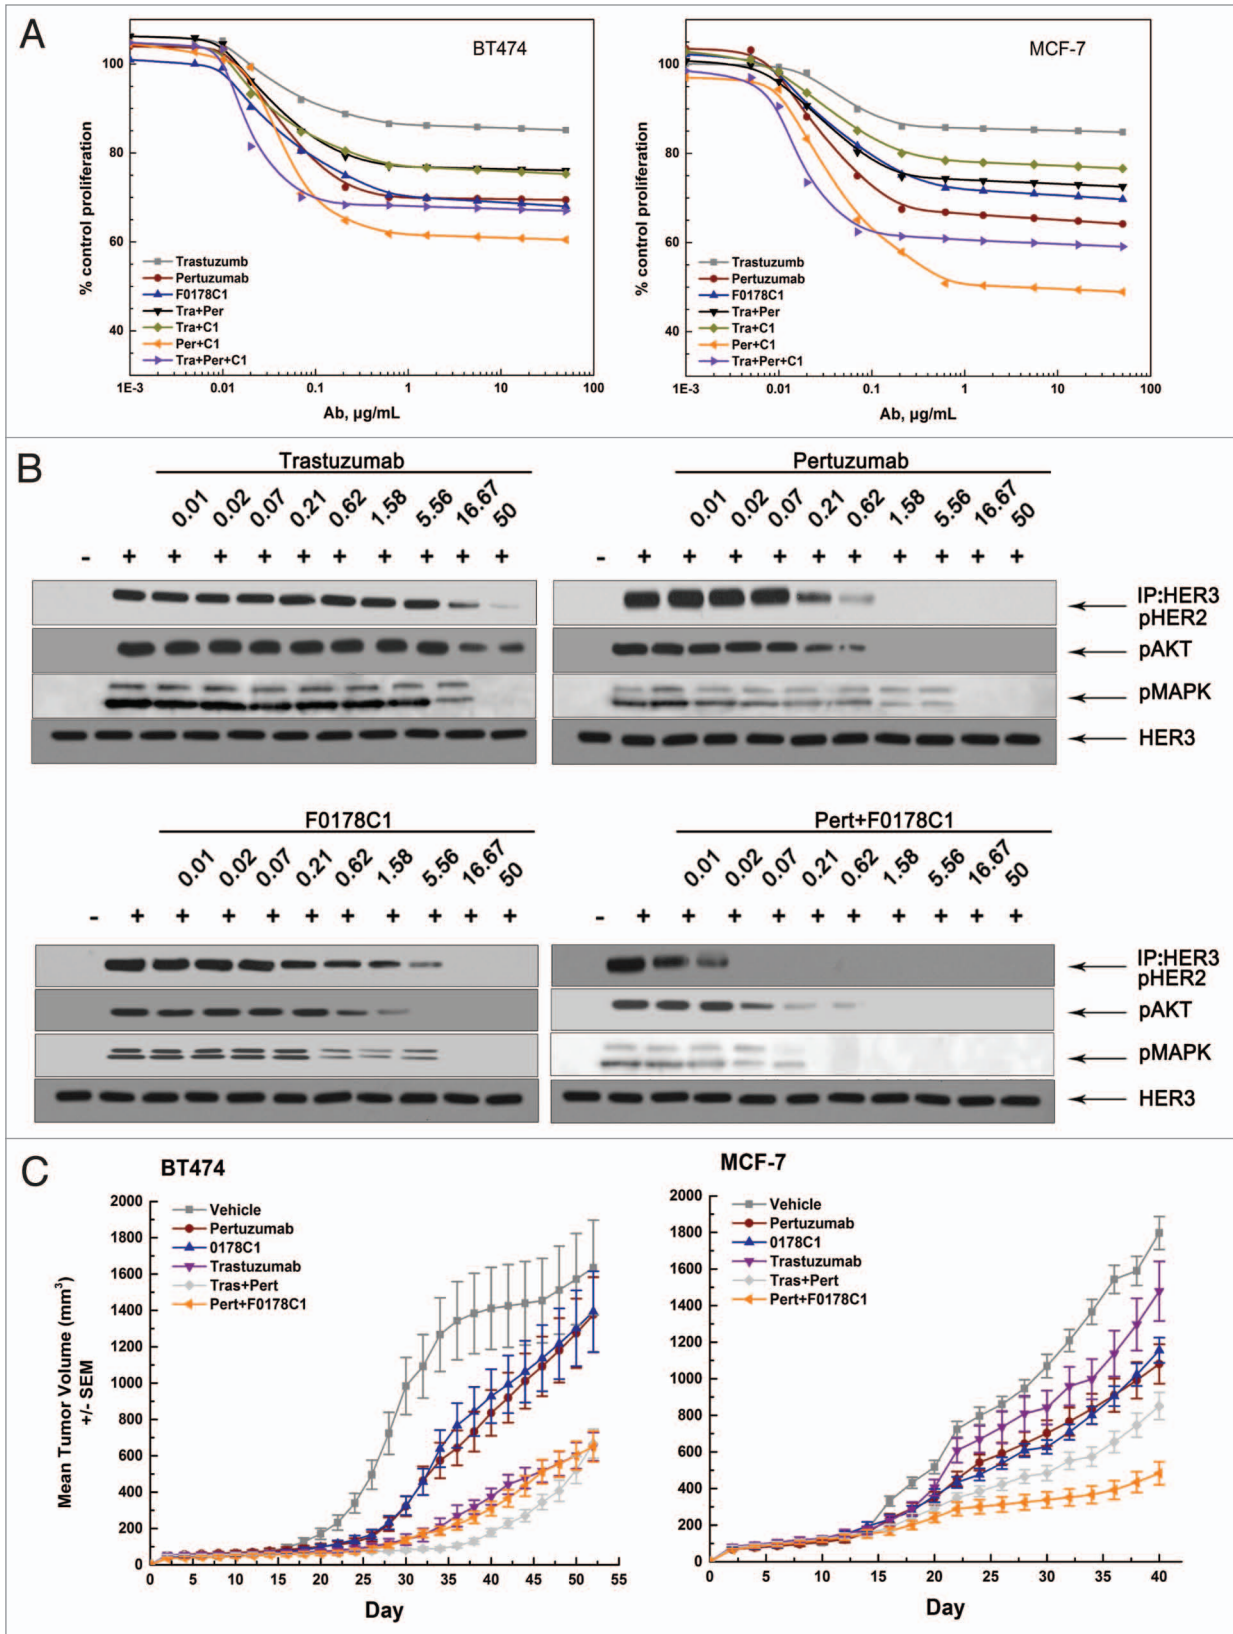 A
BT474
100
80
60
40
% control proliferation
Trastuzumb
Pertuzumab
F0178C1
Tra+Per
Tra+C1
Per+C1
Tra+Per+C1
1E-3 0.01 0.1 1 10 100
Ab, µg/mL
MCF-7
100
80
60
40
% control proliferation
Trastuzumb
Pertuzumab
F0178C1
Tra+Per
Tra+C1
Per+C1
Tra+Per+C1
1E-3 0.01 0.1 1 10 100
Ab, µg/mL
B
Trastuzumab
0.01 0.02 0.07 0.21 0.62 1.58 5.56 16.67 50
- + + + + + + + + + +
Pertuzumab
0.01 0.02 0.07 0.21 0.62 1.58 5.56 16.67 50
- + + + + + + + + + +
IP:HER3
pHER2
pAKT
pMAPK
HER3
F0178C1
0.01 0.02 0.07 0.21 0.62 1.58 5.56 16.67 50
- + + + + + + + + + +
Pert+F0178C1
0.01 0.02 0.07 0.21 0.62 1.58 5.56 16.67 50
- + + + + + + + + + +
IP:HER3
pHER2
pAKT
pMAPK
HER3
C
BT474
2000
1800
1600
1400
1200
1000
800
600
400
200
0
Mean Tumor Volume (mm³)
+/- SEM
Vehicle
Pertuzumab
0178C1
Trastuzumab
Tras+Pert
Pert+F0178C1
0 5 10 15 20 25 30 35 40 45 50 55
Day
MCF-7
2000
1800
1600
1400
1200
1000
800
600
400
200
0
Vehicle
Pertuzumab
0178C1
Trastuzumab
Tras+Pert
Pert+F0178C1
0 5 10 15 20 25 30 35 40
Day